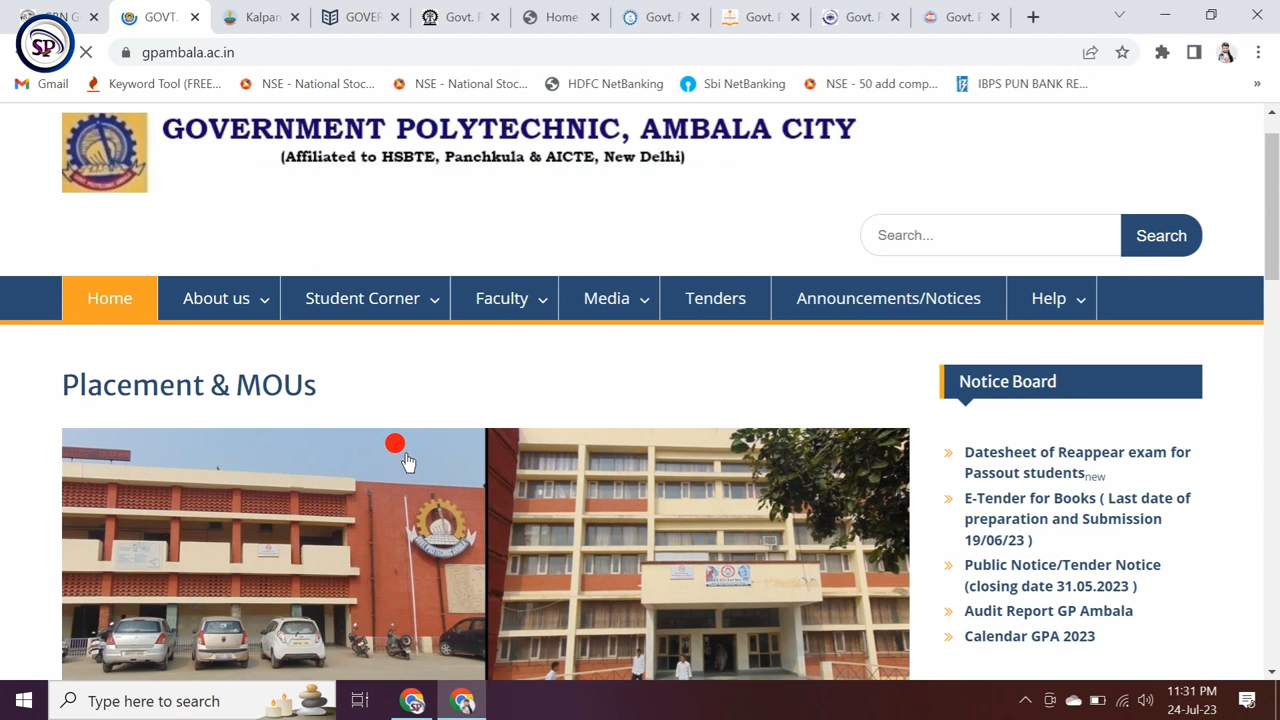 GPN G
GOVT.
Kalpan
GOVER
Govt.
Home
Govt. P
Govt. P
Govt. P
Govt. P
SP
gpambala.ac.in
Gmail
Keyword Tool (FREE...
NSE - National Stoc...
NSE - National Stoc...
HDFC NetBanking
Sbi NetBanking
NSE - 50 add comp...
IBPS PUN BANK RE...
»
GOVERNMENT POLYTECHNIC, AMBALA CITY
(Affiliated to HSBTE, Panchkula & AICTE, New Delhi)
Search...
Search
Home
About us
Student Corner
Faculty
Media
Tenders
Announcements/Notices
Help
Placement & MOUs
Notice Board
Datesheet of Reappear exam for
Passout students new
E-Tender for Books ( Last date of
preparation and Submission
19/06/23 )
Public Notice/Tender Notice
(closing date 31.05.2023 )
Audit Report GP Ambala
Calendar GPA 2023
Type here to search
11:31 PM
24-Jul-23